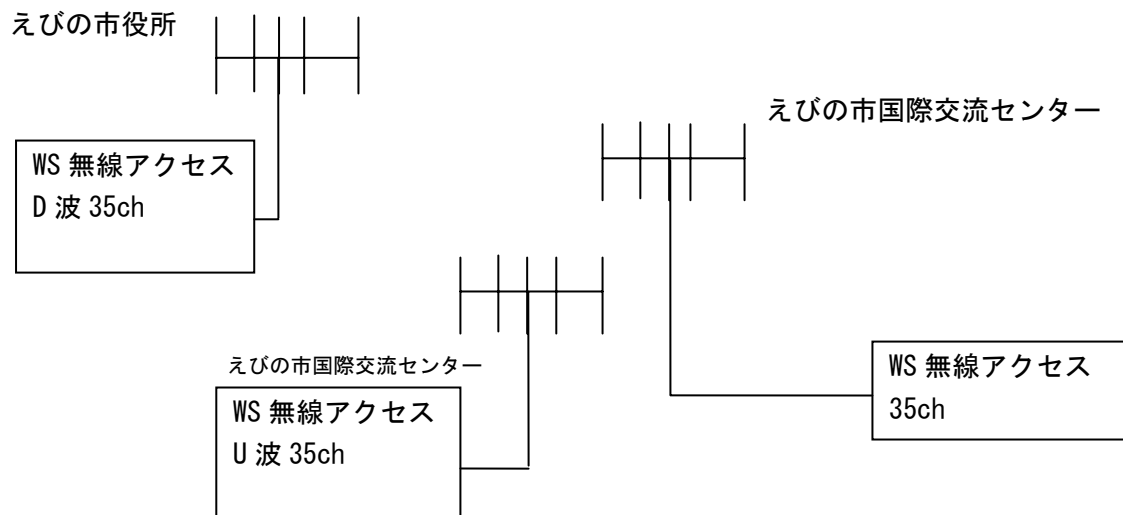 えびの市役所
WS 無線アクセス
D 波 35ch
えびの市国際交流センター
えびの市国際交流センター
WS 無線アクセス
U 波 35ch
WS 無線アクセス
35ch